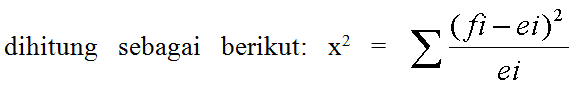 dihitung sebagai berikut: x² = ∑ (fi – ei)² / ei